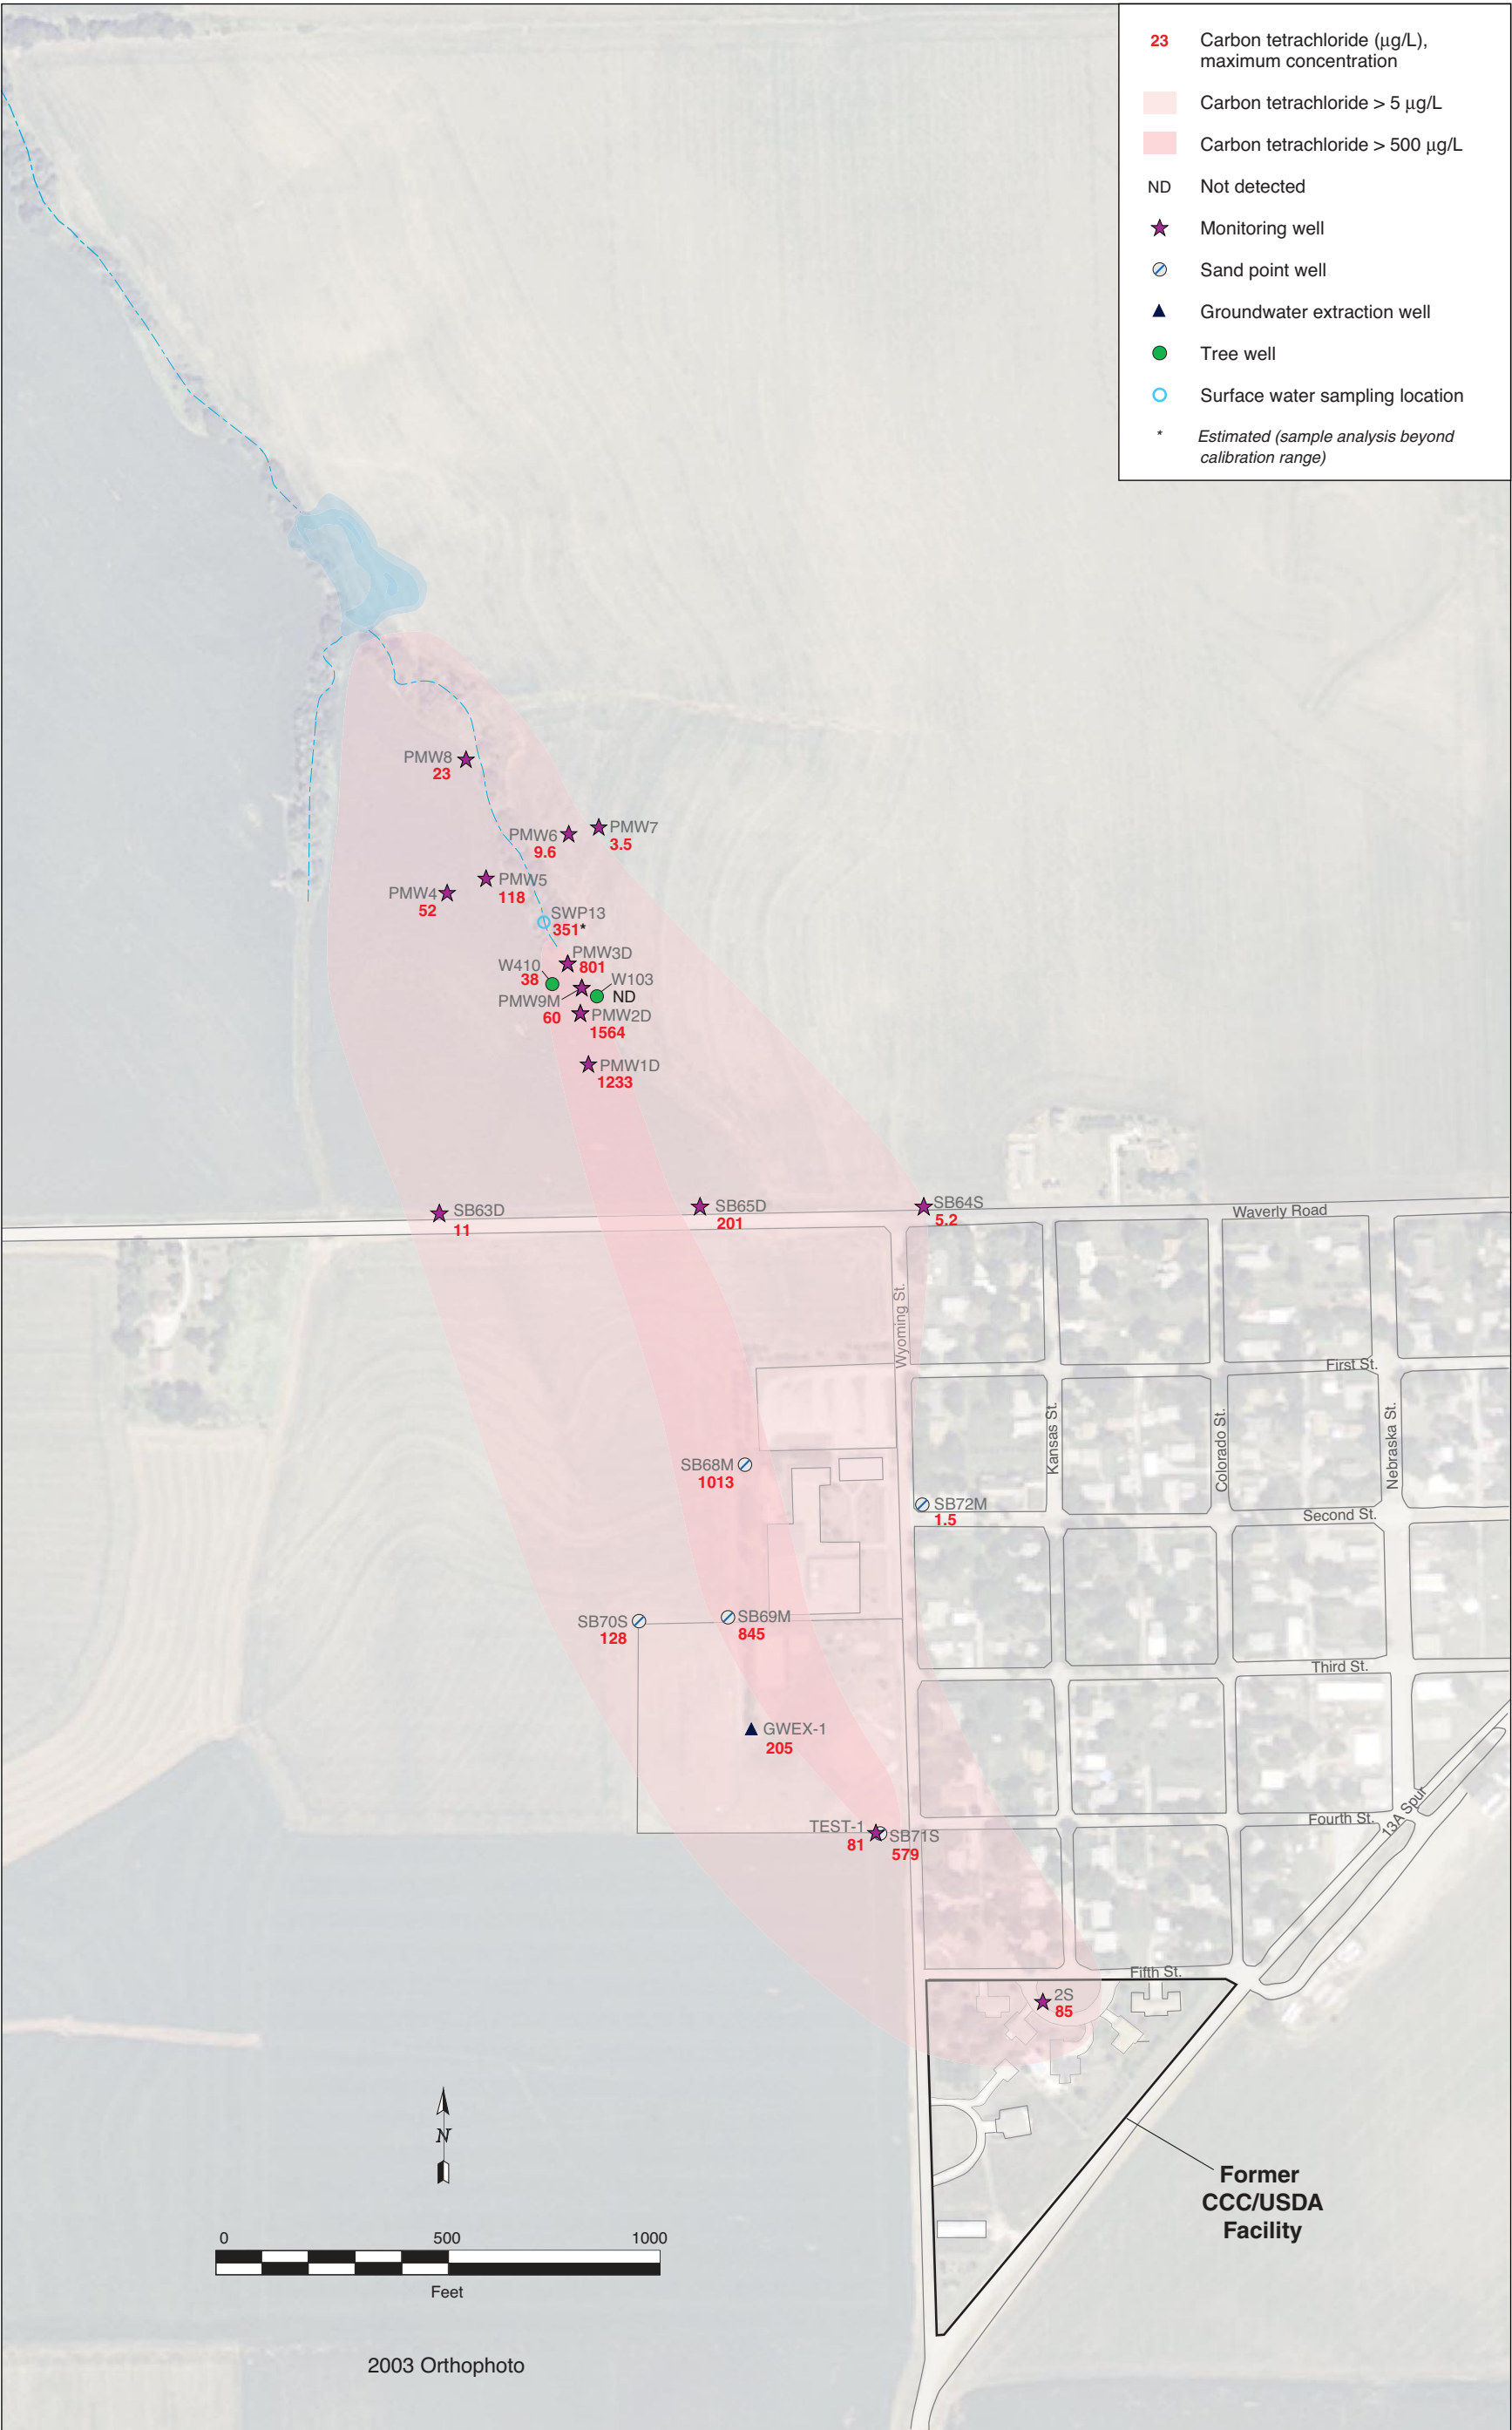 23 Carbon tetrachloride (µg/L),
maximum concentration
Carbon tetrachloride > 5 µg/L
Carbon tetrachloride > 500 µg/L
ND Not detected
Monitoring well
Sand point well
Groundwater extraction well
Tree well
Surface water sampling location
* Estimated (sample analysis beyond
calibration range)
PMW8
23
PMW6
9.6
PMW7
3.5
PMW5
118
PMW4
52
SWP13
351*
PMW3D
801
W410
38
W103
ND
PMW9M
60
PMW2D
1564
PMW1D
1233
SB63D
11
SB65D
201
SB64S
5.2
Waverly Road
Wyoming St.
First St.
Kansas St.
Colorado St.
Nebraska St.
SB68M
1013
SB72M
1.5
Second St.
SB70S
128
SB69M
845
Third St.
GWEX-1
205
13A Spur
Fourth St.
TEST-1
81
SB71S
579
Fifth St.
2S
85
N
Former
CCC/USDA
Facility
0 500 1000
Feet
2003 Orthophoto